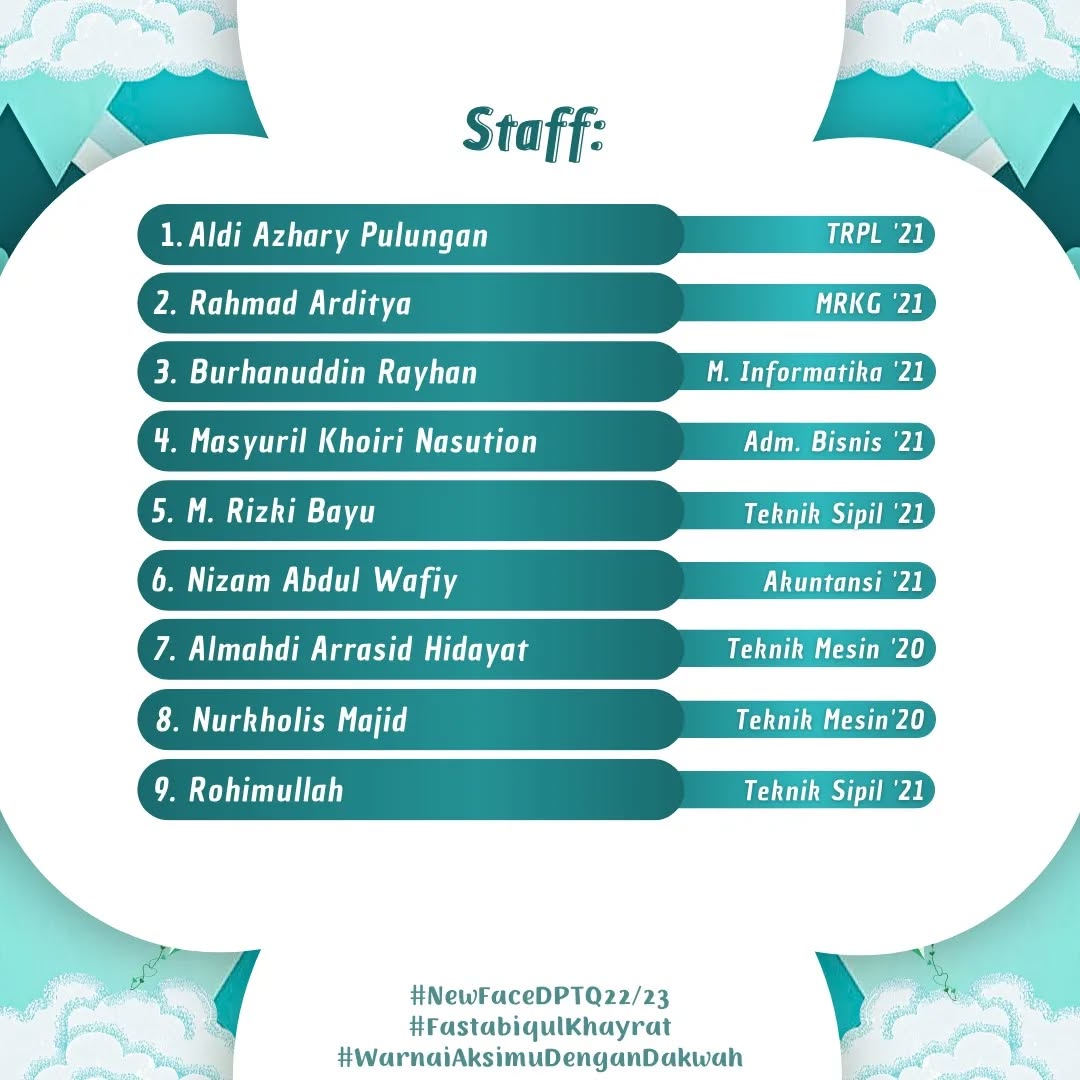 Staff:
1. Aldi Azhary Pulungan TRPL '21
2. Rahmad Arditya MRKG '21
3. Burhanuddin Rayhan M. Informatika '21
4. Masyuril Khoiri Nasution Adm. Bisnis '21
5. M. Rizki Bayu Teknik Sipil '21
6. Nizam Abdul Wafiy Akuntansi '21
7. Almahdi Arrasid Hidayat Teknik Mesin '20
8. Nurkholis Majid Teknik Mesin'20
9. Rohimullah Teknik Sipil '21
#NewFaceDPTQ22/23
#FastabiqulKhayrat
#WarnaiAksimuDenganDakwah